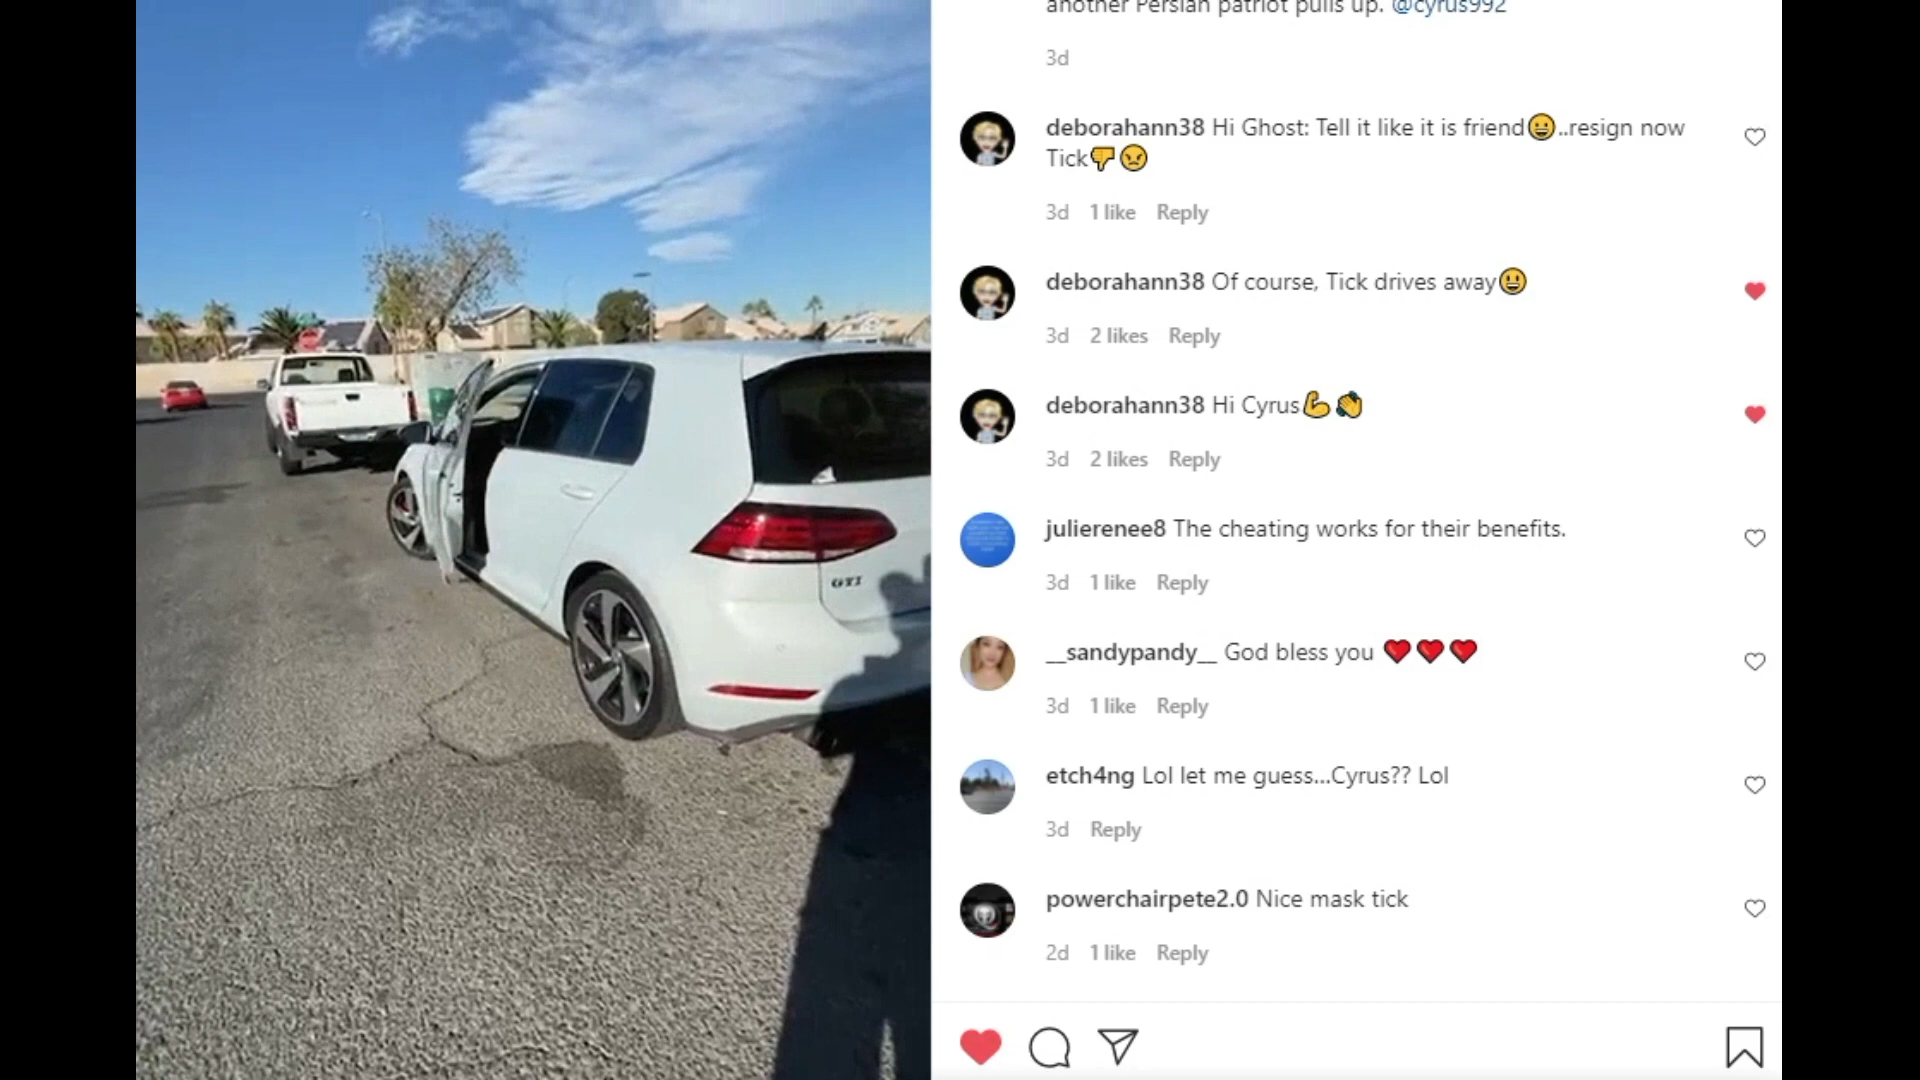 another Persian patriot pulls up. @cyrus992
3d
deborahann38 Hi Ghost: Tell it like it is friend😀..resign now
Tick👎😠
3d 1 like Reply
deborahann38 Of course, Tick drives away😀
3d 2 likes Reply
deborahann38 Hi Cyrus💪👏
3d 2 likes Reply
julierenee8 The cheating works for their benefits.
3d 1 like Reply
__sandypandy__ God bless you ❤️❤️❤️
3d 1 like Reply
etch4ng Lol let me guess...Cyrus?? Lol
3d Reply
powerchairpete2.0 Nice mask tick
2d 1 like Reply
GTI